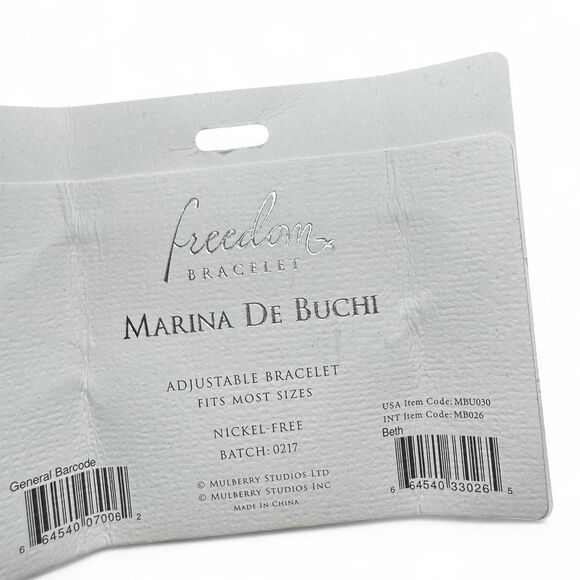 freedom
BRACELET
MARINA DE BUCHI
ADJUSTABLE BRACELET
FITS MOST SIZES
NICKEL-FREE
BATCH: 0217
© MULBERRY STUDIOS LTD
© MULBERRY STUDIOS INC
MADE IN CHINA
General Barcode
6 64540 07006 2
USA Item Code: MBU030
INT Item Code: MB026
Beth
6 64540 33026 5